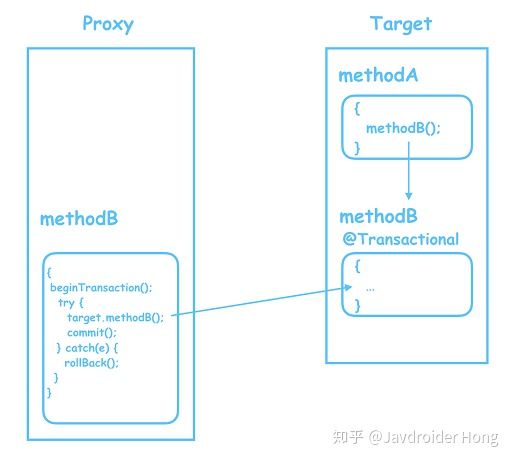 Proxy
Target
methodA
{
methodB();
}
methodB
methodB
@Transactional
{
...
}
{
beginTransaction();
try {
target.methodB();
commit();
} catch(e) {
rollBack();
}
}
知乎 @Javdroider Hong